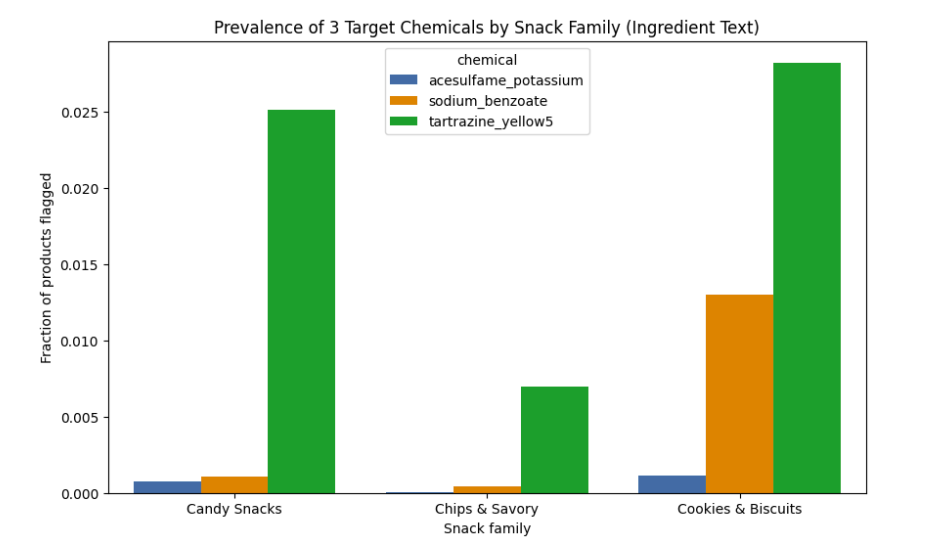 Prevalence of 3 Target Chemicals by Snack Family (Ingredient Text)
chemical
acesulfame_potassium
sodium_benzoate
tartrazine_yellow5
Fraction of products flagged
0.025
0.020
0.015
0.010
0.005
0.000
Candy Snacks
Chips & Savory
Cookies & Biscuits
Snack family